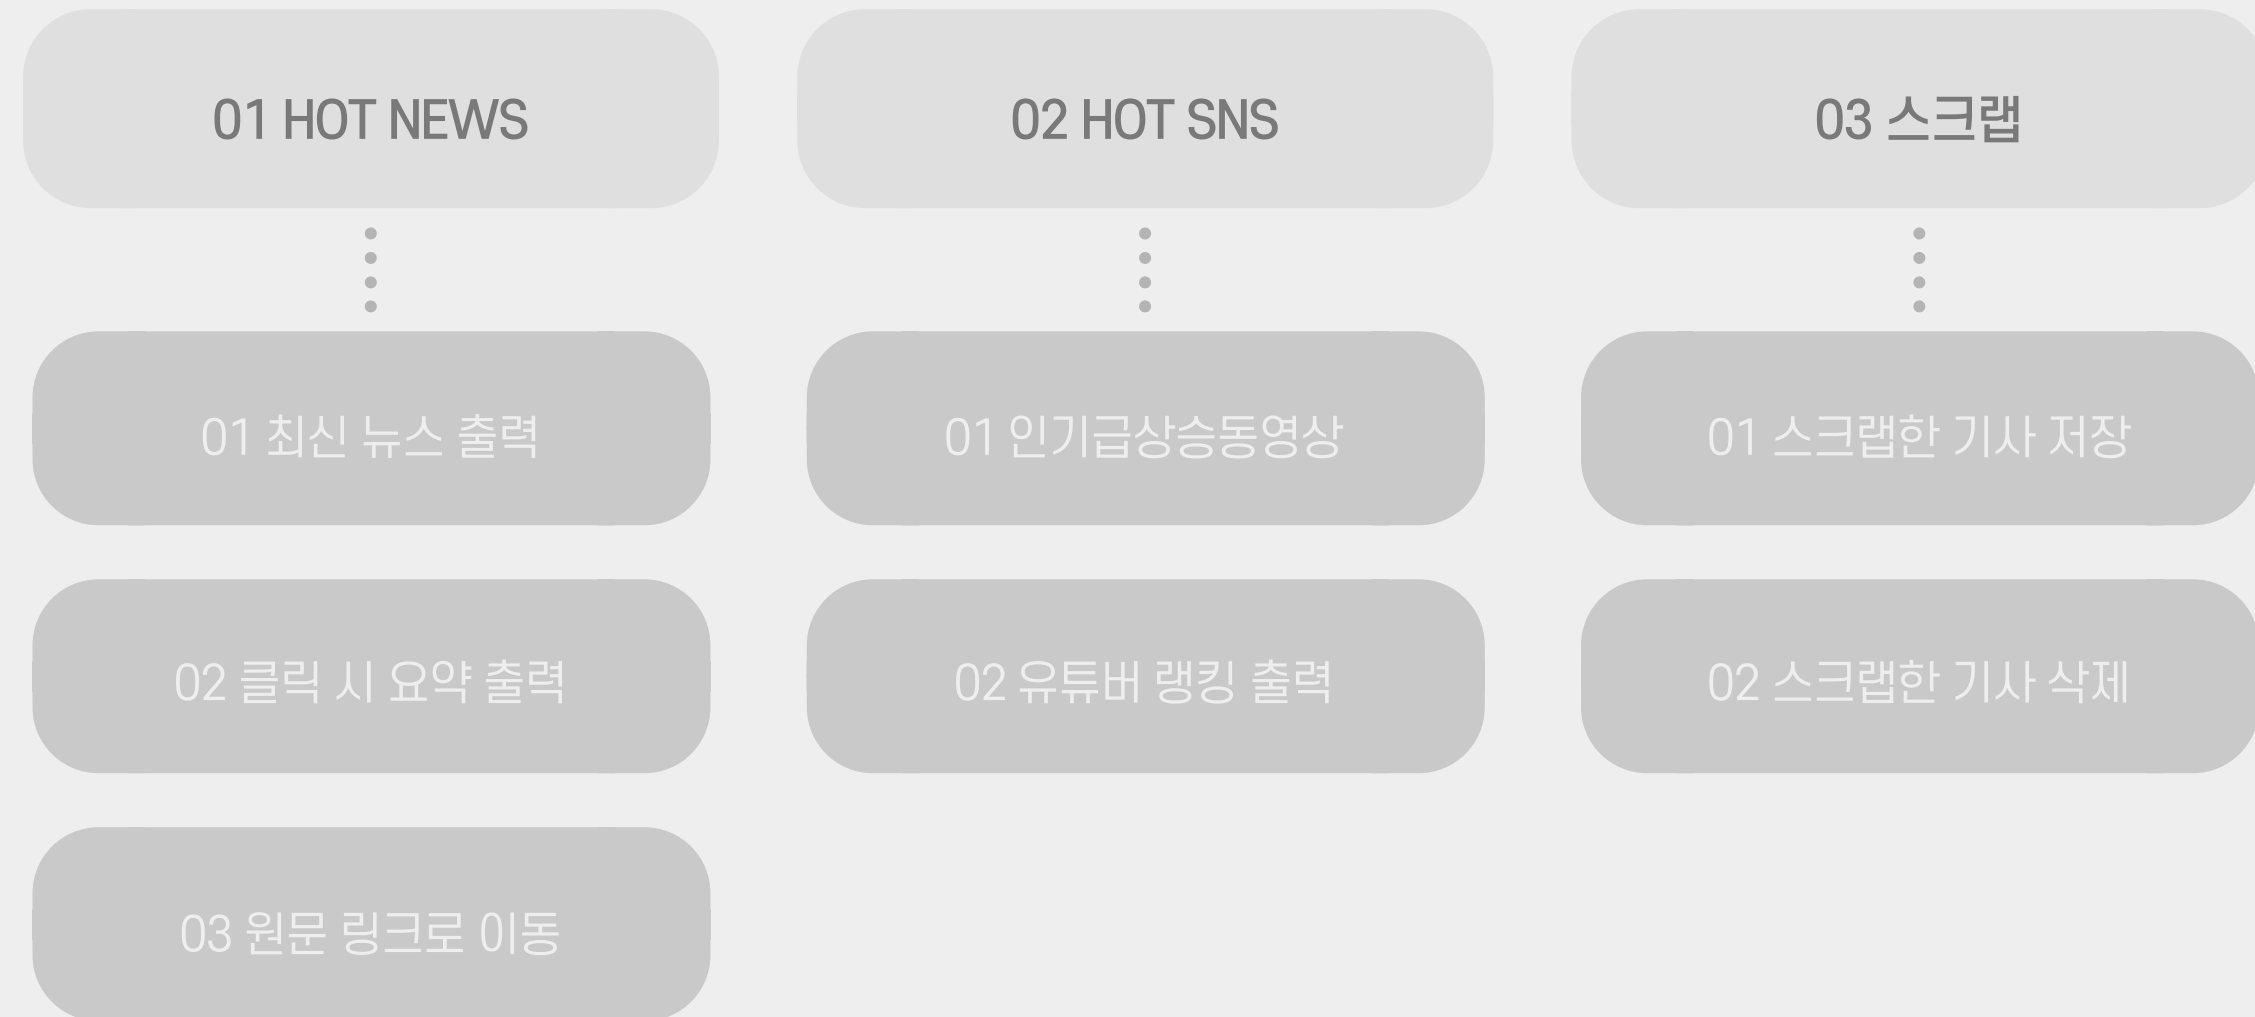 01 HOT NEWS
01 최신 뉴스 출력
02 클릭 시 요약 출력
03 원문 링크로 이동
02 HOT SNS
01 인기급상승동영상
02 유튜버 랭킹 출력
03 스크랩
01 스크랩한 기사 저장
02 스크랩한 기사 삭제